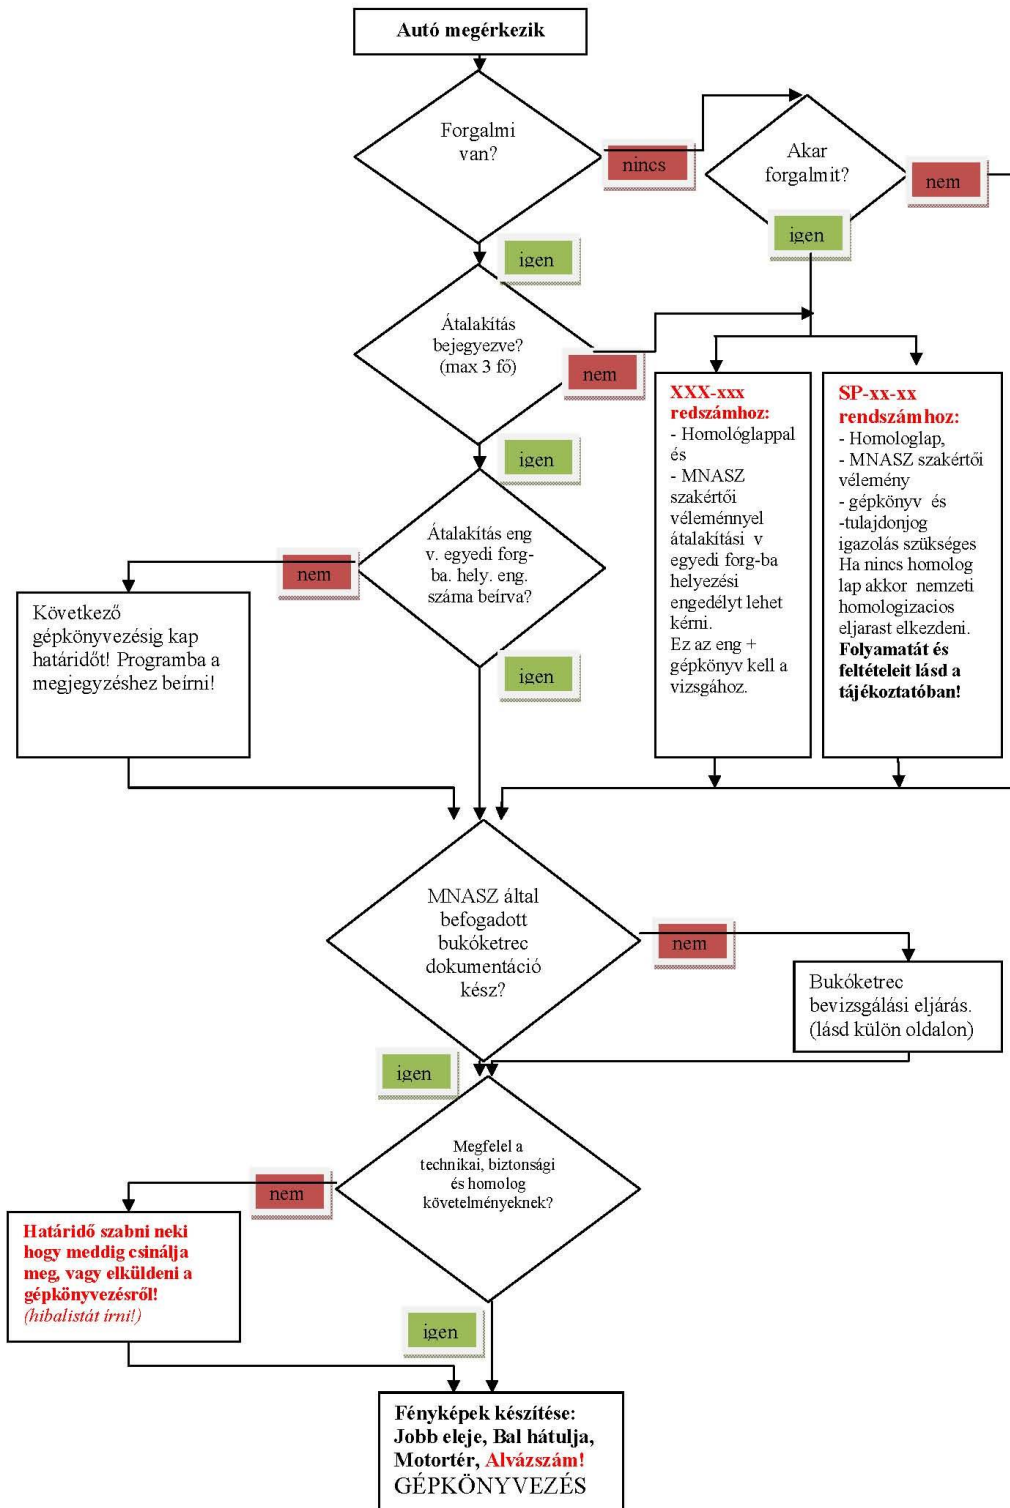 Autó megérkezik
Forgalmi
van?
nincs
Akar
forgalmit?
nem
igen
igen
Átalakítás
bejegyezve?
(max 3 fő)
nem
igen
XXX-xxx
redszámhoz:
- Homológlappal
és
- MNASZ
szakértői
véleménnyel
átalakítási v
egyedi forg-ba
helyezési
engedélyt lehet
kérni.
Ez az eng +
gépkönyv kell a
vizsgához.
SP-xx-xx
rendszámhoz:
- Homologlap,
- MNASZ szakértői
vélemény
- gépkönyv és
-tulajdonjog
igazolás szükséges
Ha nincs homolog
lap akkor nemzeti
homologizacios
eljarast elkezdeni.
Folyamatát és
feltételeit lásd a
tájékoztatóban!
Átalakítás eng
v. egyedi forg-
ba. hely. eng.
száma beírva?
nem
igen
Következő
gépkönyvezésig kap
határidőt! Programba a
megjegyzéshez beírni!
MNASZ által
befogadott
bukóketrec
dokumentáció
kész?
nem
Bukóketrec
bevizsgálási eljárás.
(lásd külön oldalon)
igen
Megfelel a
technikai, biztonsági
és homolog
követelményeknek?
nem
Határidő szabni neki
hogy meddig csinálja
meg, vagy elküldeni a
gépkönyvezésről!
(hibalistát írni!)
igen
Fényképek készítése:
Jobb eleje, Bal hátulja,
Motortér, Alvázszám!
GÉPKÖNYVEZÉS